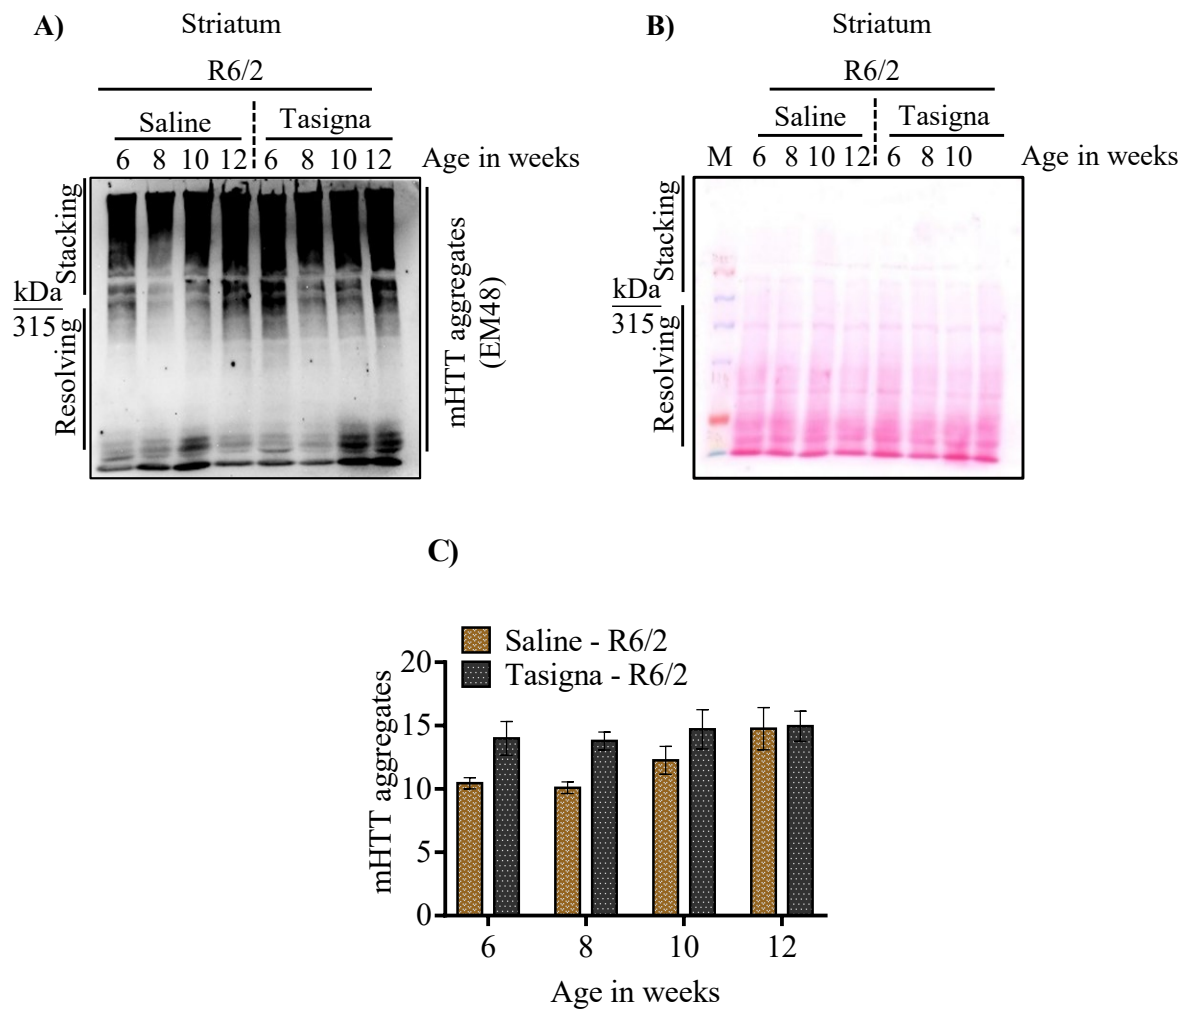 A)
Striatum
R6/2
Saline Tasigna
6 8 10 12 6 8 10 12 Age in weeks
Stacking
kDa
315
Resolving
mHTT aggregates
(EM48)
B)
Striatum
R6/2
Saline Tasigna
M 6 8 10 12 6 8 10 Age in weeks
Stacking
kDa
315
Resolving
C)
Saline - R6/2
Tasigna - R6/2
mHTT aggregates
20
15
10
5
0
6 8 10 12
Age in weeks